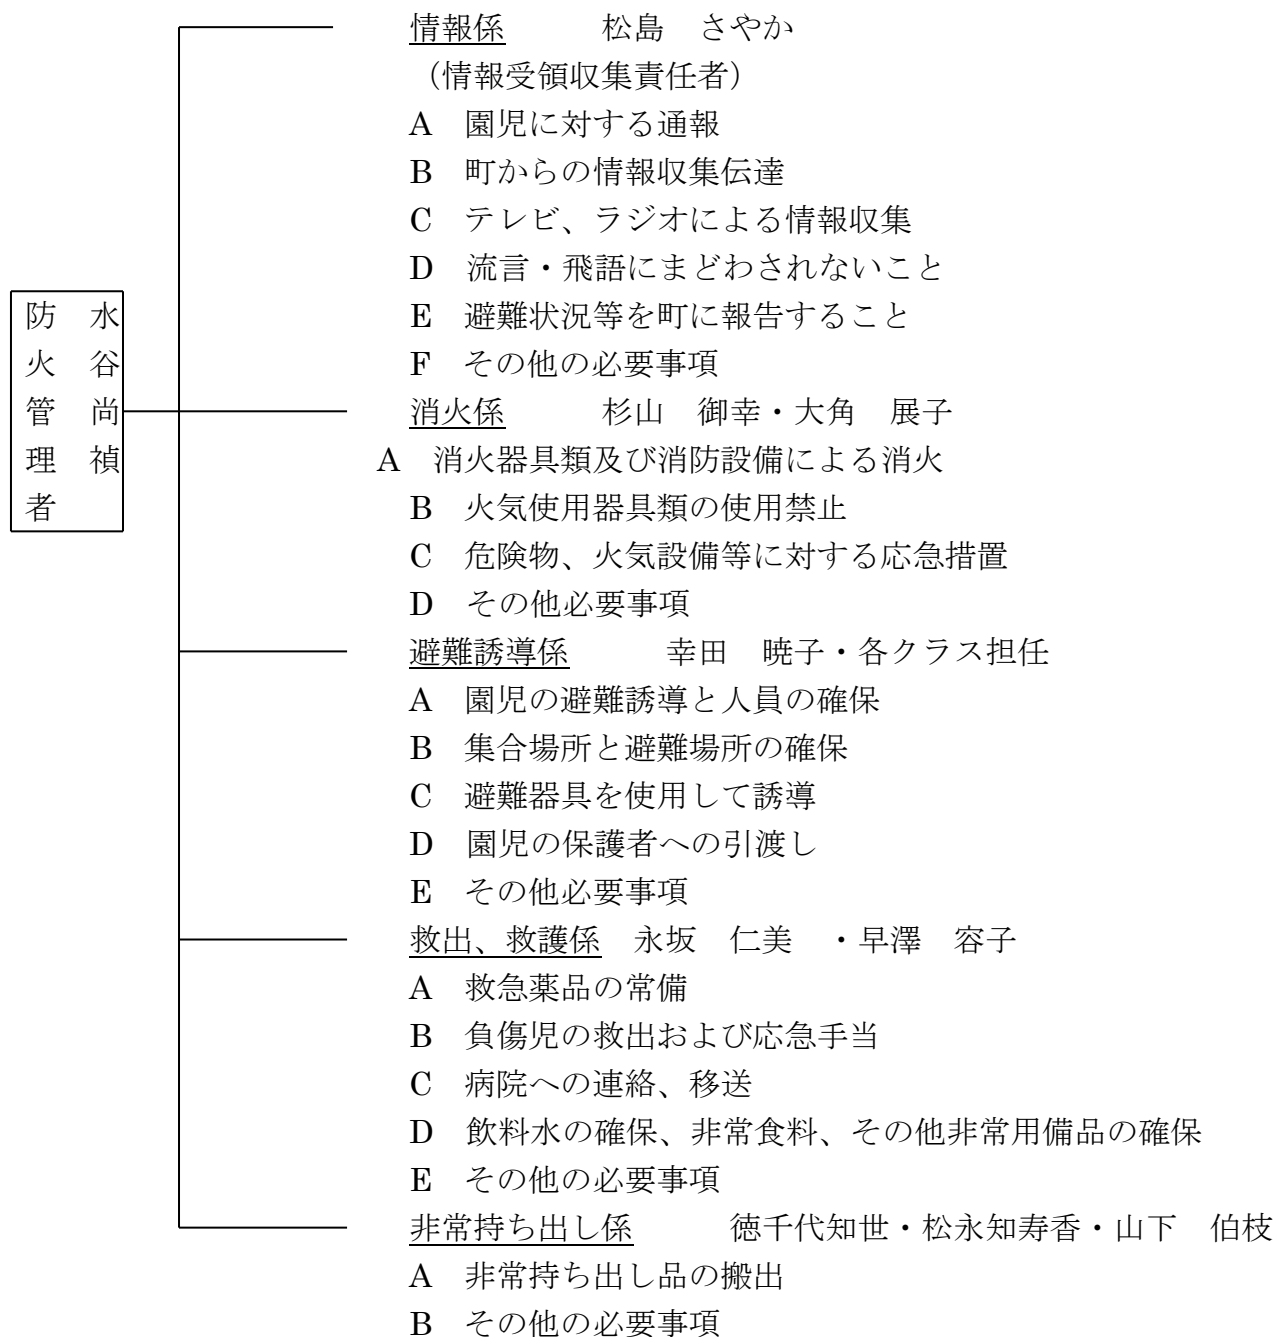 防火管理者
水谷尚禎
情報係　　　松島　さやか
（情報受領収集責任者）
A　園児に対する通報
B　町からの情報収集伝達
C　テレビ、ラジオによる情報収集
D　流言・飛語にまどわされないこと
E　避難状況等を町に報告すること
F　その他の必要事項
消火係　　　杉山　御幸・大角　展子
A　消火器具類及び消防設備による消火
B　火気使用器具類の使用禁止
C　危険物、火気設備等に対する応急措置
D　その他必要事項
避難誘導係　　　幸田　暁子・各クラス担任
A　園児の避難誘導と人員の確保
B　集合場所と避難場所の確保
C　避難器具を使用して誘導
D　園児の保護者への引渡し
E　その他必要事項
救出、救護係　永坂　仁美　・早澤　容子
A　救急薬品の常備
B　負傷児の救出および応急手当
C　病院への連絡、移送
D　飲料水の確保、非常食料、その他非常用備品の確保
E　その他の必要事項
非常持ち出し係　　　徳千代知世・松永知寿香・山下　伯枝
A　非常持ち出し品の搬出
B　その他の必要事項